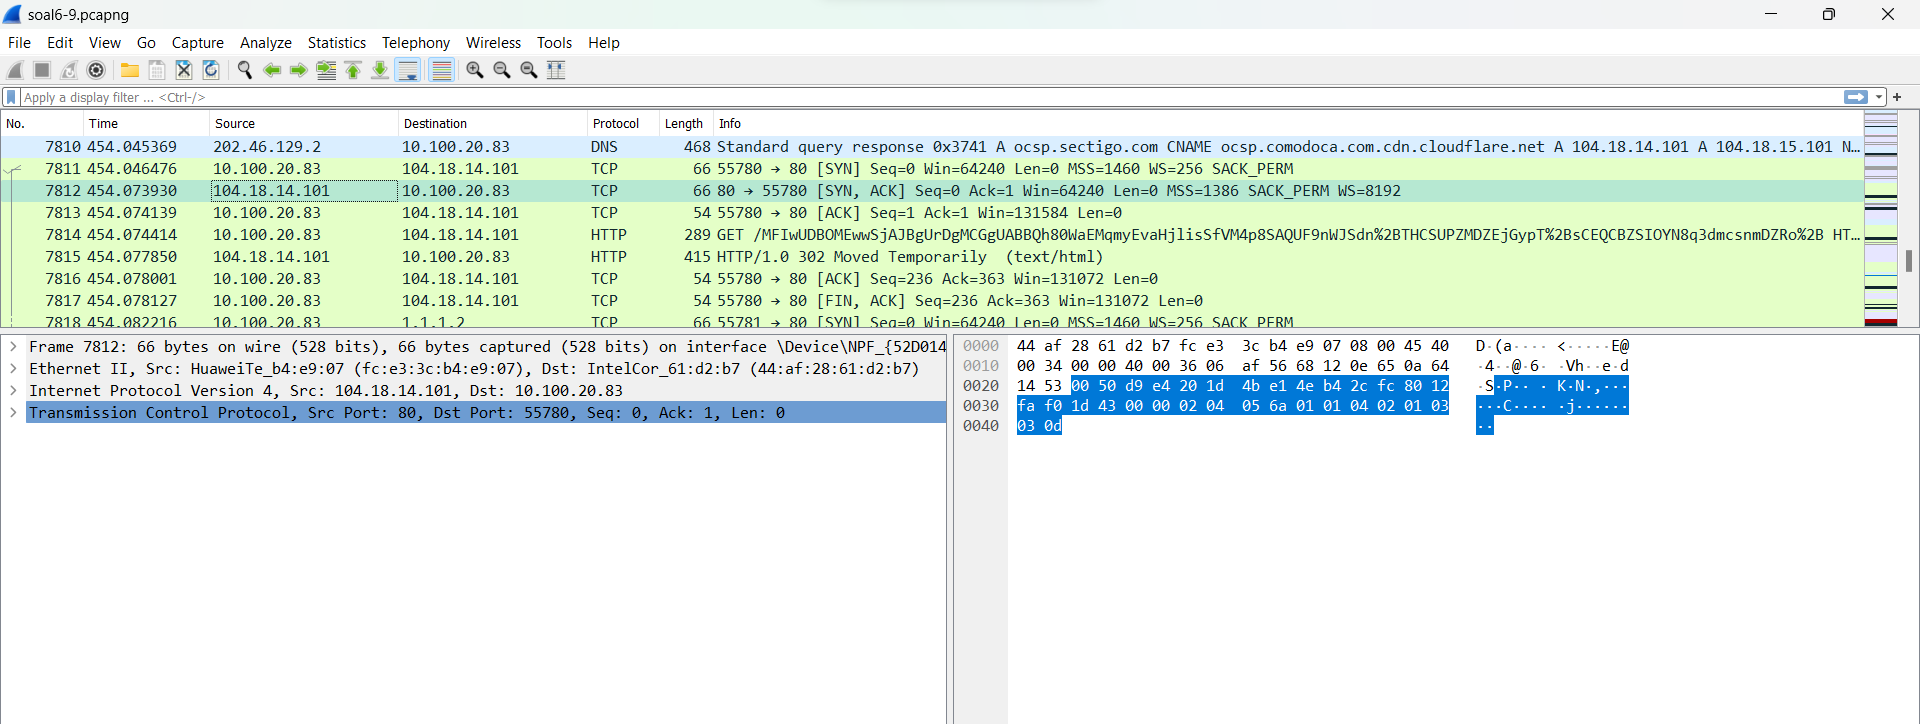 soal6-9.pcapng
File Edit View Go Capture Analyze Statistics Telephony Wireless Tools Help
Apply a display filter ... <Ctrl-/>
No. Time Source Destination Protocol Length Info
7810 454.045369 202.46.129.2 10.100.20.83 DNS 468 Standard query response 0x3741 A ocsp.sectigo.com CNAME ocsp.comodoca.com.cdn.cloudflare.net A 104.18.14.101 A 104.18.15.101 N…
7811 454.046476 10.100.20.83 104.18.14.101 TCP 66 55780 → 80 [SYN] Seq=0 Win=64240 Len=0 MSS=1460 WS=256 SACK_PERM
7812 454.073930 104.18.14.101 10.100.20.83 TCP 66 80 → 55780 [SYN, ACK] Seq=0 Ack=1 Win=64240 Len=0 MSS=1386 SACK_PERM WS=8192
7813 454.074139 10.100.20.83 104.18.14.101 TCP 54 55780 → 80 [ACK] Seq=1 Ack=1 Win=131584 Len=0
7814 454.074414 10.100.20.83 104.18.14.101 HTTP 289 GET /MFIwUDBOMEwwSjAJBgUrDgMCGgUABBQh80WaEMqmyEvaHjlisSfVM4p8SAQUF9nWJSdn%2BTHCSUPZMDZEjGypT%2BsCEQCBZSIOYN8q3dmcsnmDZRo%2B HT…
7815 454.077850 104.18.14.101 10.100.20.83 HTTP 415 HTTP/1.0 302 Moved Temporarily (text/html)
7816 454.078001 10.100.20.83 104.18.14.101 TCP 54 55780 → 80 [ACK] Seq=236 Ack=363 Win=131072 Len=0
7817 454.078127 10.100.20.83 104.18.14.101 TCP 54 55780 → 80 [FIN, ACK] Seq=236 Ack=363 Win=131072 Len=0
7818 454.082216 10.100.20.83 1.1.1.2 TCP 66 55781 → 80 [SYN] Seq=0 Win=64240 Len=0 MSS=1460 WS=256 SACK_PERM
Frame 7812: 66 bytes on wire (528 bits), 66 bytes captured (528 bits) on interface \Device\NPF_{52D014
Ethernet II, Src: HuaweiTe_b4:e9:07 (fc:e3:3c:b4:e9:07), Dst: IntelCor_61:d2:b7 (44:af:28:61:d2:b7)
Internet Protocol Version 4, Src: 104.18.14.101, Dst: 10.100.20.83
Transmission Control Protocol, Src Port: 80, Dst Port: 55780, Seq: 0, Ack: 1, Len: 0
0000 44 af 28 61 d2 b7 fc e3 3c b4 e9 07 08 00 45 40 D·(a···· <·····E@
0010 00 34 00 00 40 00 36 06 af 56 68 12 0e 65 0a 64 ·4··@·6· ·Vh··e·d
0020 14 53 00 50 d9 e4 20 1d 4b e1 4e b4 2c fc 80 12 ·S·P·· · K·N·,···
0030 fa f0 1d 43 00 00 02 04 05 6a 01 01 04 02 01 03 ···C···· ·j······
0040 03 0d ··